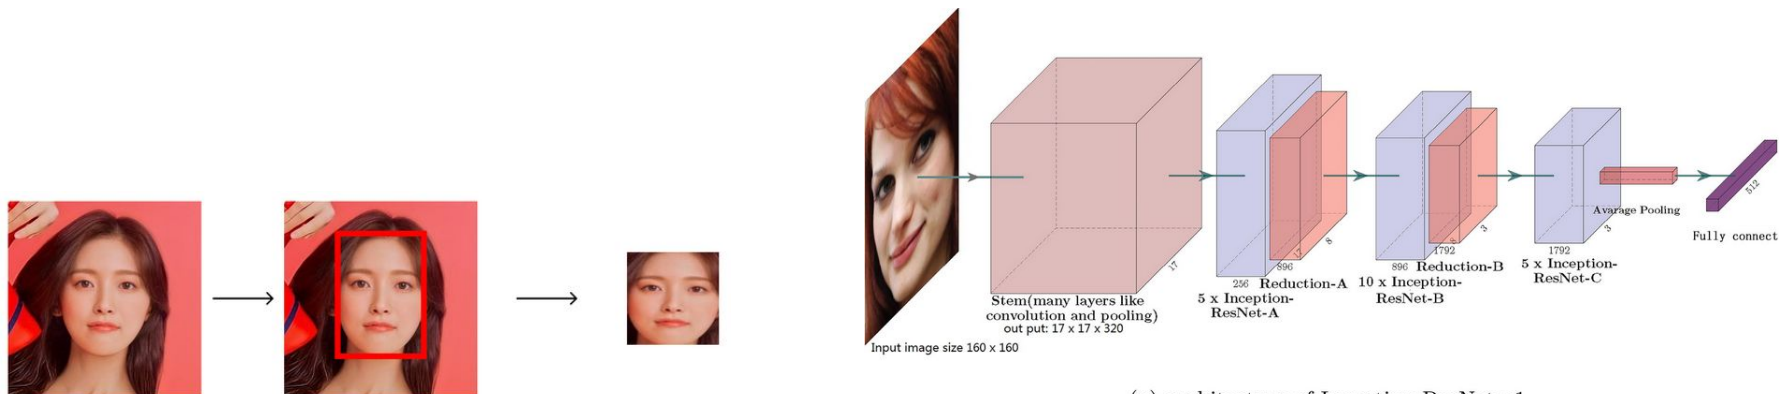 17
Stem(many layers like
convolution and pooling)
out put: 17 x 17 x 320
Input image size 160 x 160
256
17
5 x Inception-
ResNet-A
896
8
Reduction-A
896
8
10 x Inception-
ResNet-B
1792
3
Reduction-B
1792
3
5 x Inception-
ResNet-C
Avarage Pooling
512
Fully connect